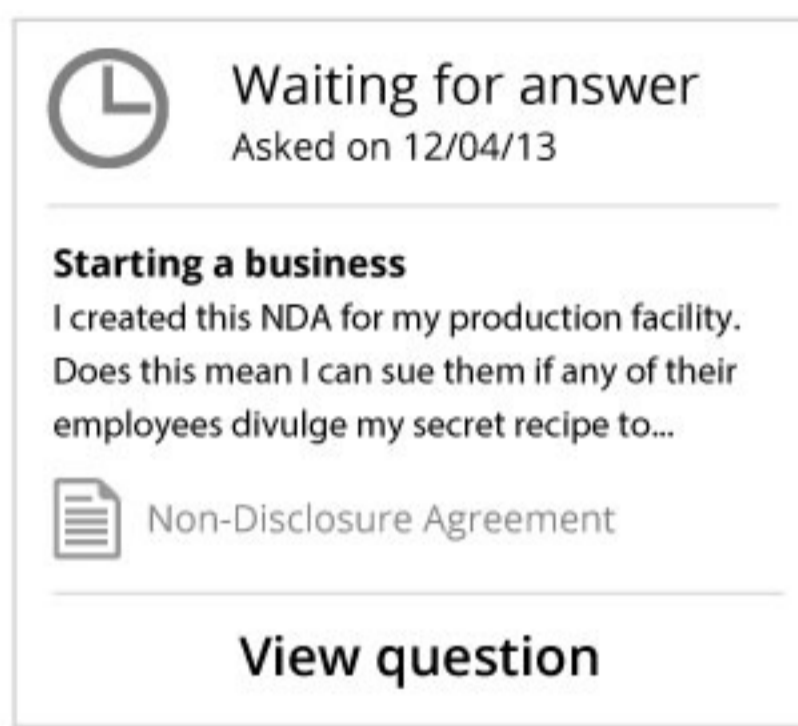 Waiting for answer
Asked on 12/04/13
Starting a business
I created this NDA for my production facility.
Does this mean I can sue them if any of their
employees divulge my secret recipe to...
Non-Disclosure Agreement
View question